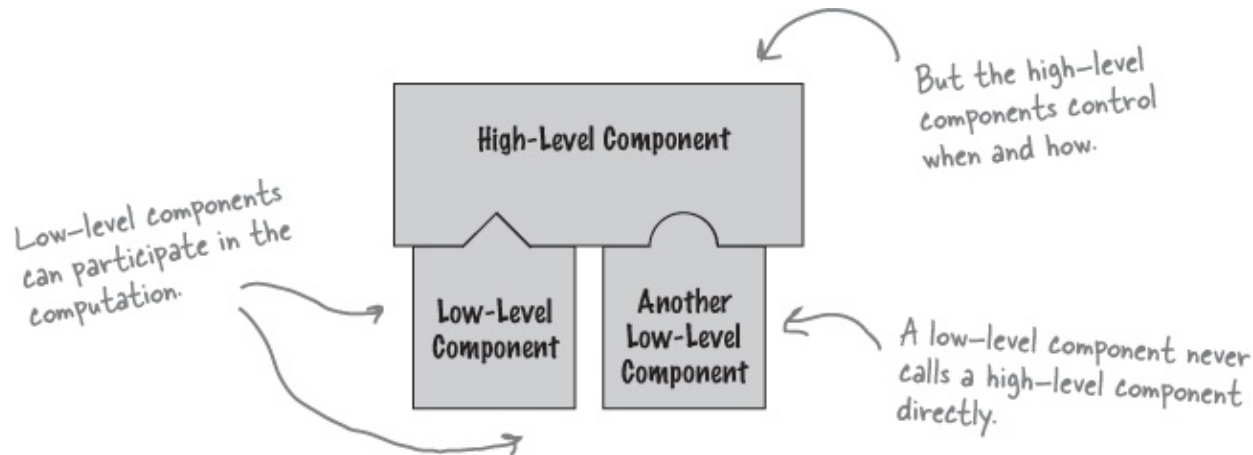 But the high-level
components control
when and how.
High-Level Component
Low-level components
can participate in the
computation.
Low-Level
Component
Another
Low-Level
Component
A low-level component never
calls a high-level component
directly.